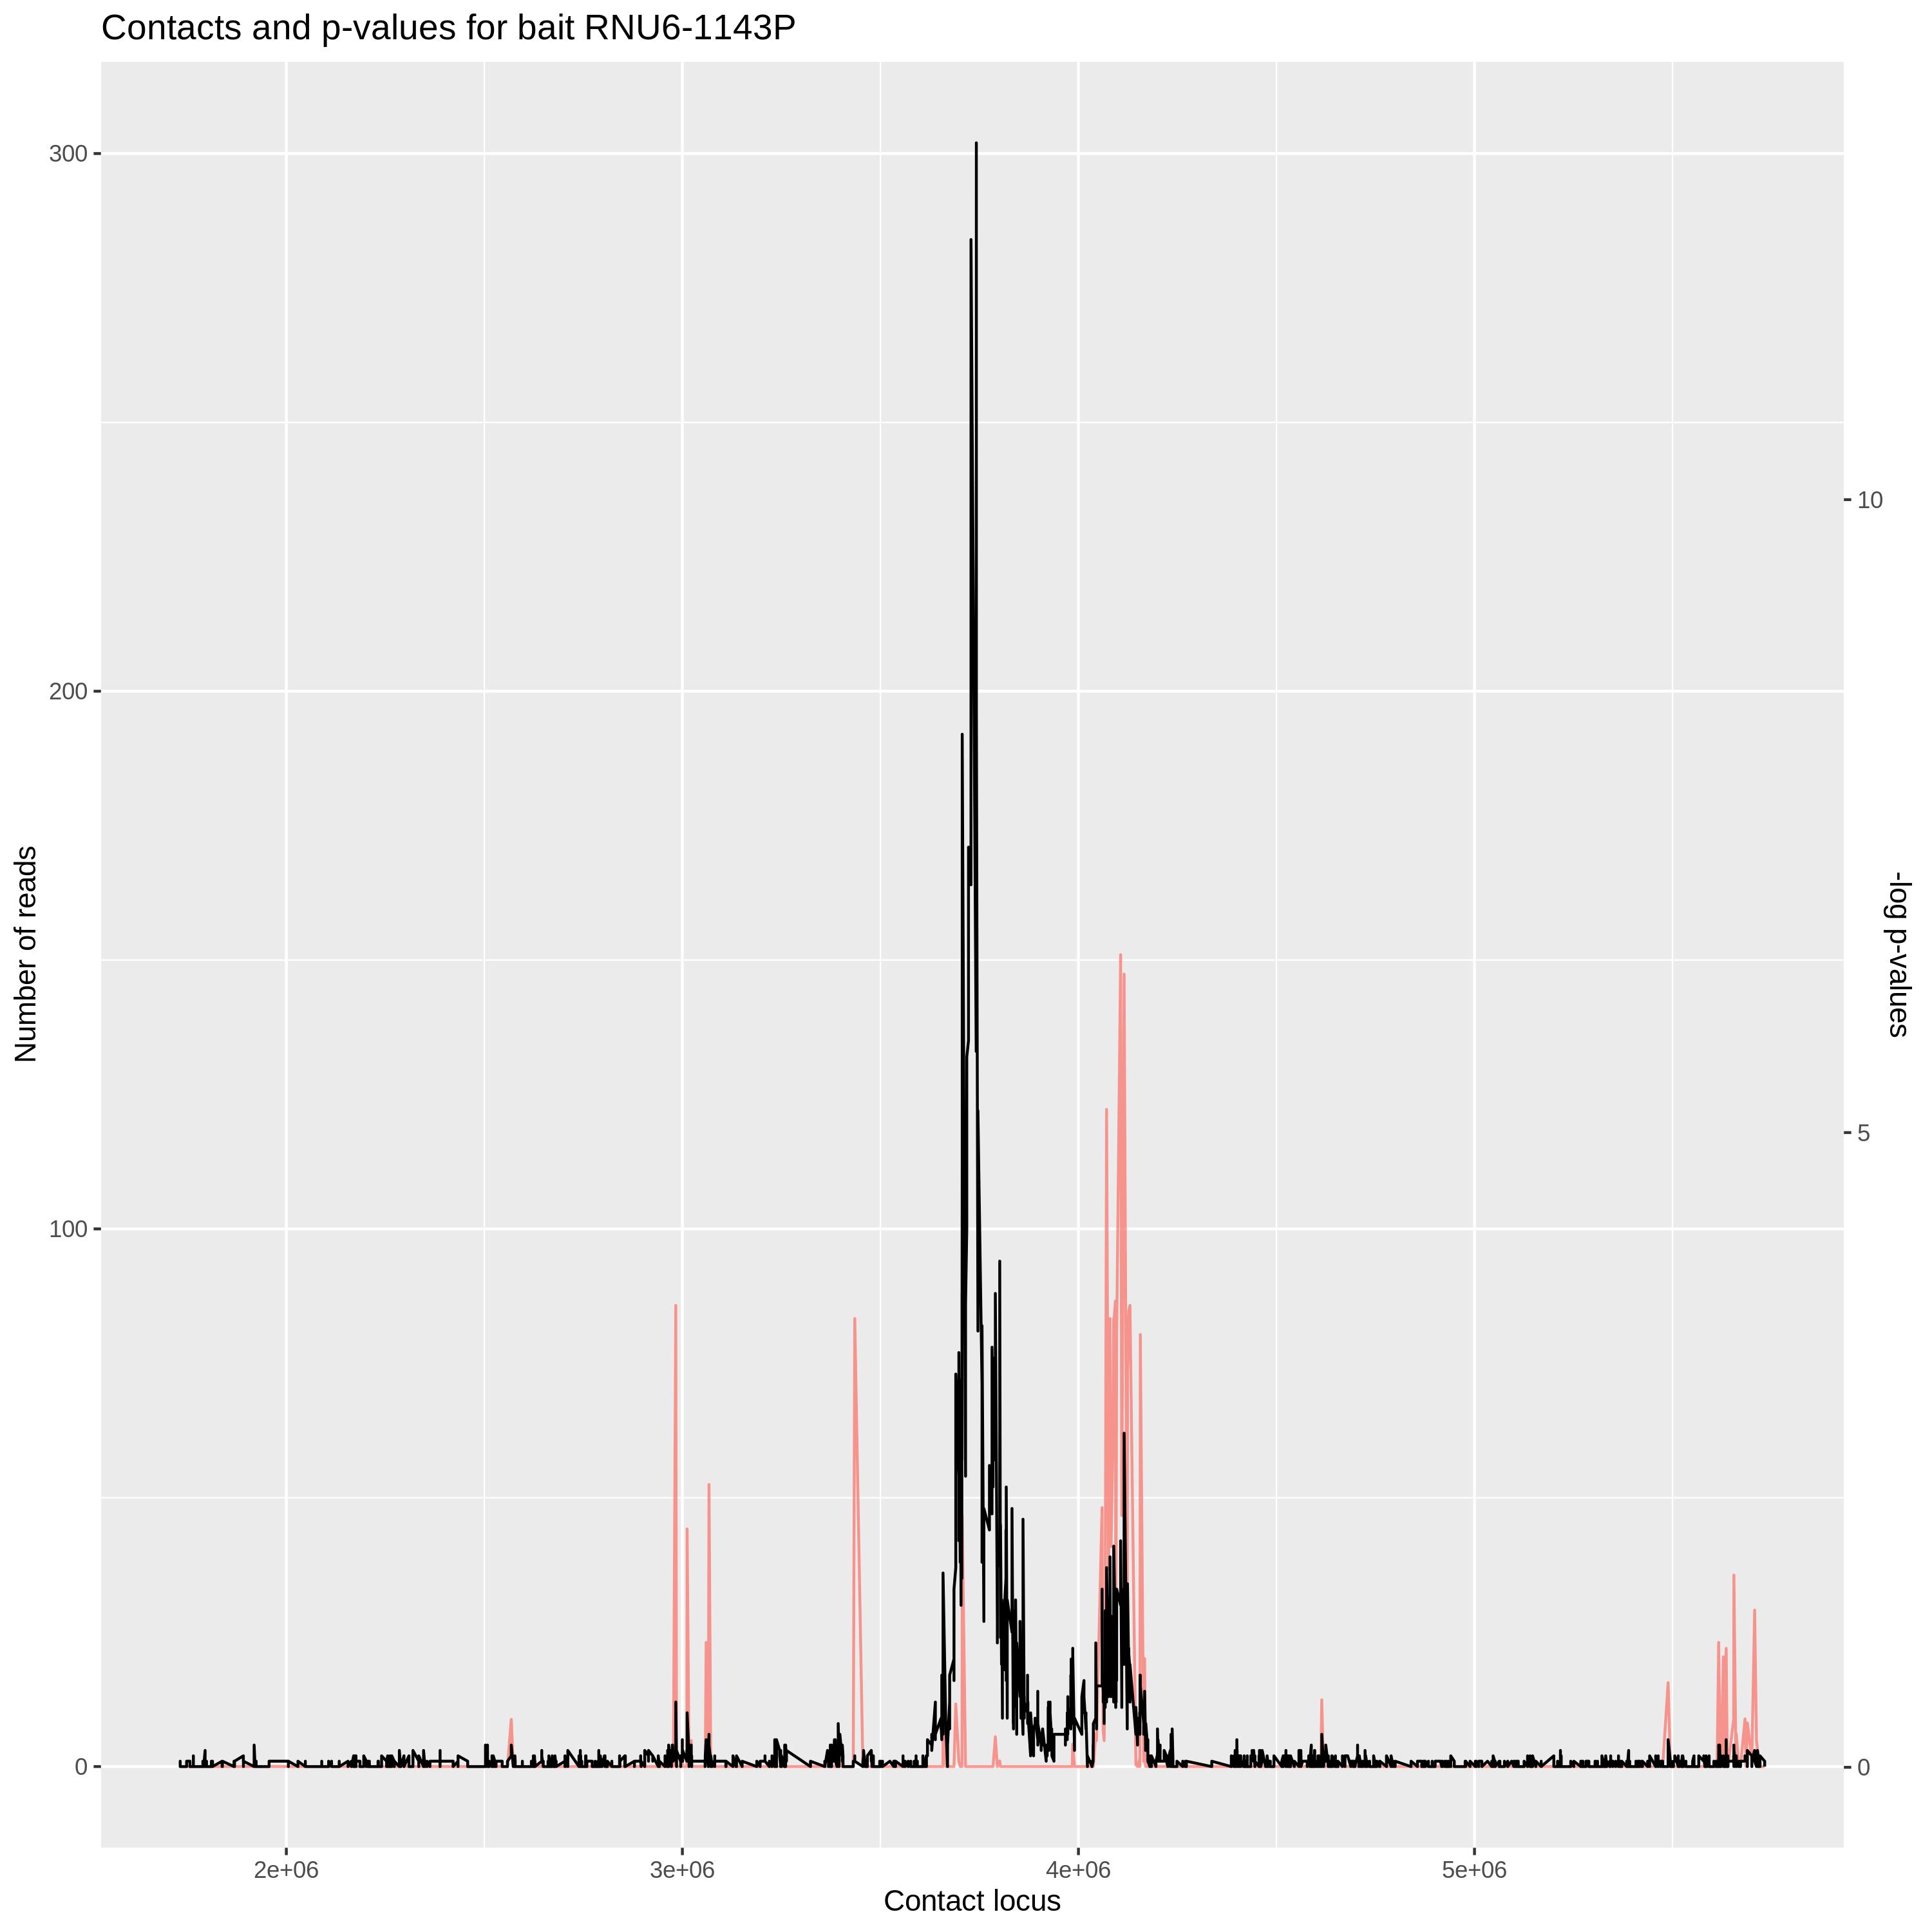 Contacts and p-values for bait RNU6-1143P
300
200
100
0
10
5
0
Number of reads
-log p-values
2e+06
3e+06
4e+06
5e+06
Contact locus